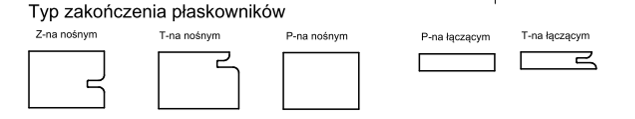 Typ zakończenia płaskowników
Z-na nośnym T-na nośnym P-na nośnym P-na łączącym T-na łączącym